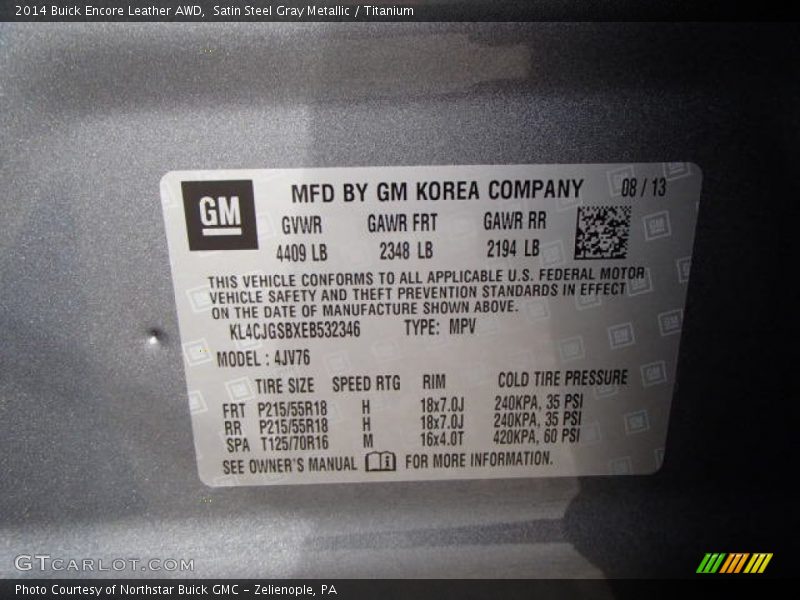 2014 Buick Encore Leather AWD, Satin Steel Gray Metallic / Titanium
GM
MFD BY GM KOREA COMPANY 08 / 13
GVWR GAWR FRT GAWR RR
4409 LB 2348 LB 2194 LB
THIS VEHICLE CONFORMS TO ALL APPLICABLE U.S. FEDERAL MOTOR
VEHICLE SAFETY AND THEFT PREVENTION STANDARDS IN EFFECT
ON THE DATE OF MANUFACTURE SHOWN ABOVE.
KL4CJGSBXEB532346 TYPE: MPV
MODEL : 4JV76
TIRE SIZE SPEED RTG RIM COLD TIRE PRESSURE
FRT P215/55R18 H 18x7.0J 240KPA, 35 PSI
RR P215/55R18 H 18x7.0J 240KPA, 35 PSI
SPA T125/70R16 M 16x4.0T 420KPA, 60 PSI
SEE OWNER'S MANUAL FOR MORE INFORMATION.
GTCARLOT.COM
Photo Courtesy of Northstar Buick GMC - Zelienople, PA